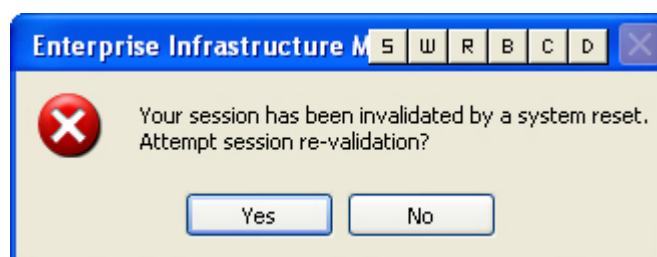 Enterprise Infrastructure M S W R B C D
Your session has been invalidated by a system reset.
Attempt session re-validation?
Yes No